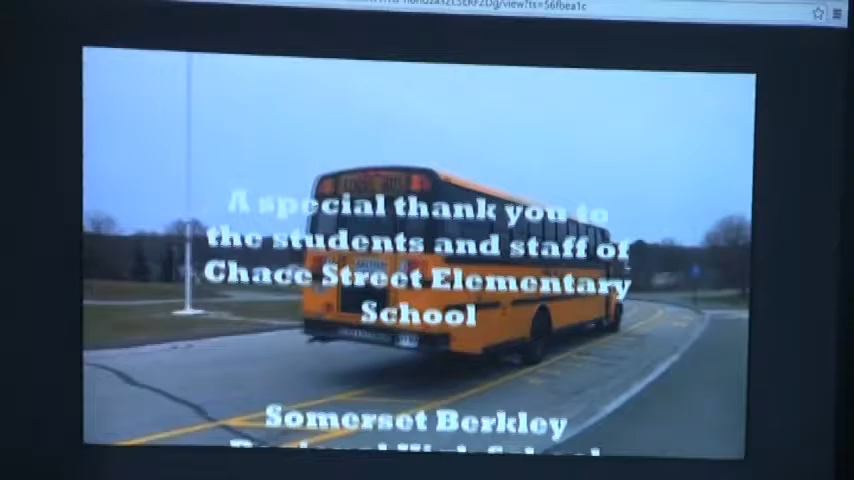 A special thank you to
the students and staff of
Chace Street Elementary
School
Somerset Berkley